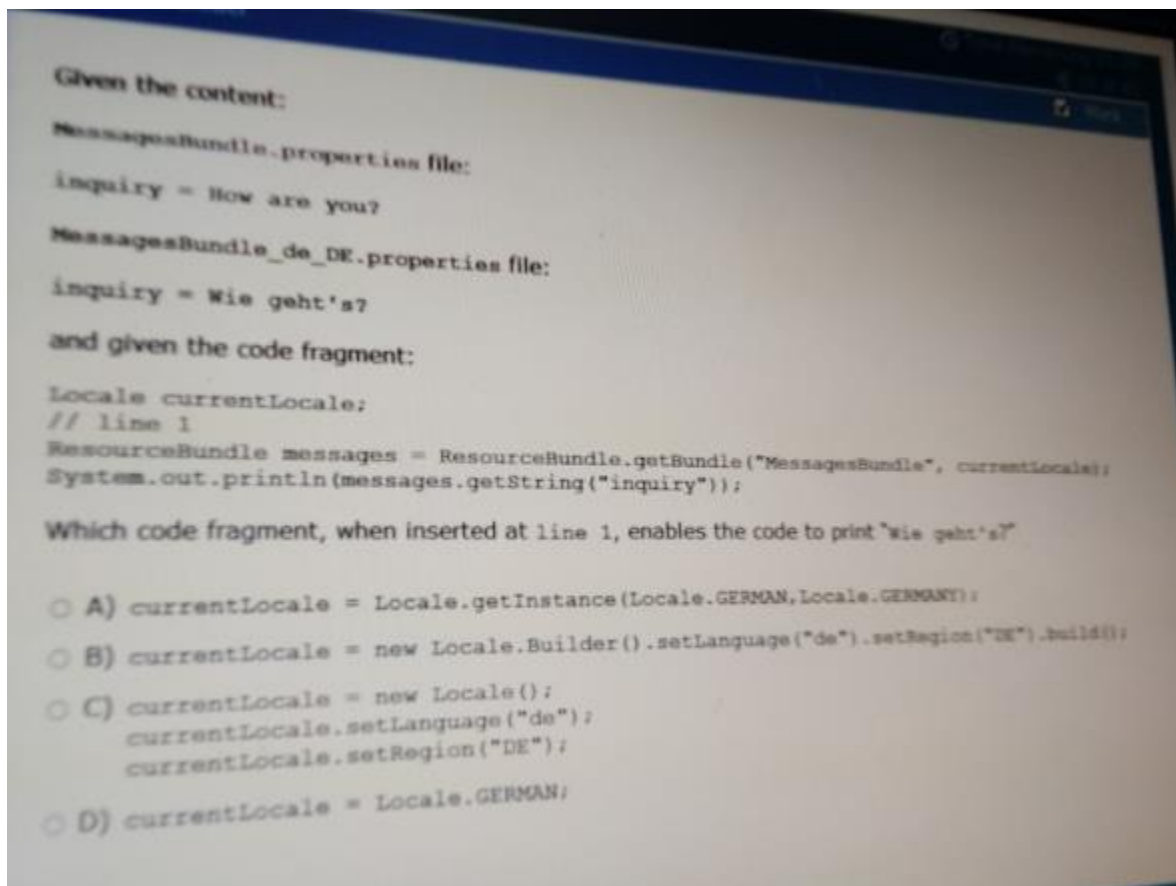 Given the content:
MessagesBundle.properties file:
inquiry = How are you?
MessagesBundle_de_DE.properties file:
inquiry = Wie geht's?
and given the code fragment:
Locale currentLocale;
// line 1
ResourceBundle messages = ResourceBundle.getBundle("MessagesBundle", currentLocale);
System.out.println(messages.getString("inquiry"));
Which code fragment, when inserted at line 1, enables the code to print "Wie geht's?"
A) currentLocale = Locale.getInstance(Locale.GERMAN,Locale.GERMANY);
B) currentLocale = new Locale.Builder().setLanguage("de").setRegion("DE").build();
C) currentLocale = new Locale();
currentLocale.setLanguage("de");
currentLocale.setRegion("DE");
D) currentLocale = Locale.GERMAN;